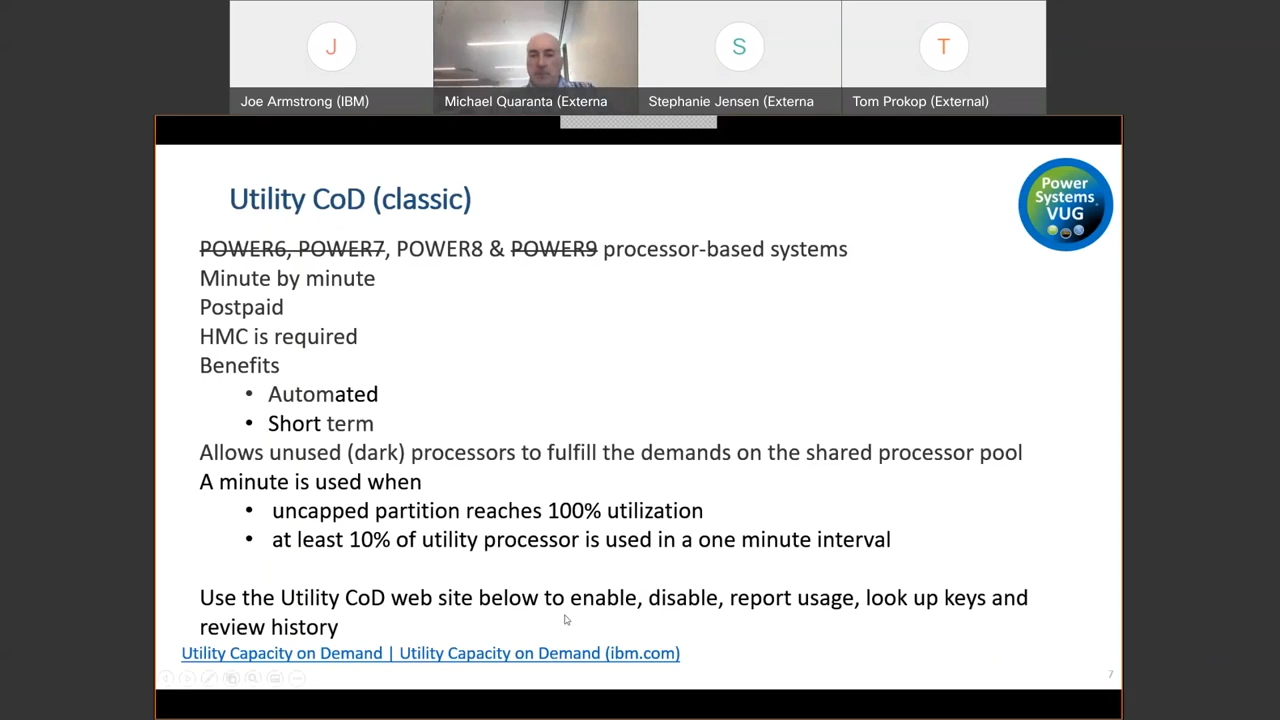 J
S
T
Joe Armstrong (IBM)
Michael Quaranta (Externa
Stephanie Jensen (Externa
Tom Prokop (External)
Utility CoD (classic)
Power
Systems
VUG
POWER6, POWER7, POWER8 & POWER9 processor-based systems
Minute by minute
Postpaid
HMC is required
Benefits
• Automated
• Short term
Allows unused (dark) processors to fulfill the demands on the shared processor pool
A minute is used when
• uncapped partition reaches 100% utilization
• at least 10% of utility processor is used in a one minute interval
Use the Utility CoD web site below to enable, disable, report usage, look up keys and
review history
Utility Capacity on Demand | Utility Capacity on Demand (ibm.com)
7